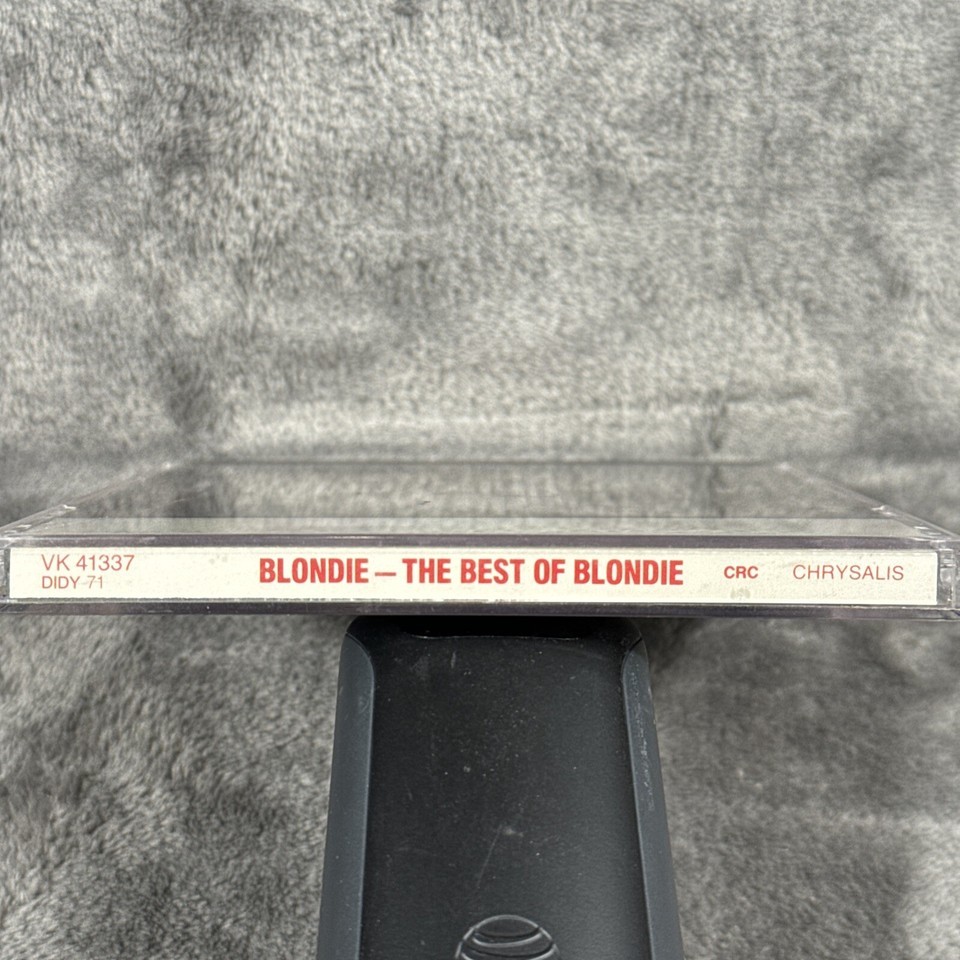 VK 41337
DIDY 71
BLONDIE – THE BEST OF BLONDIE
CRC
CHRYSALIS